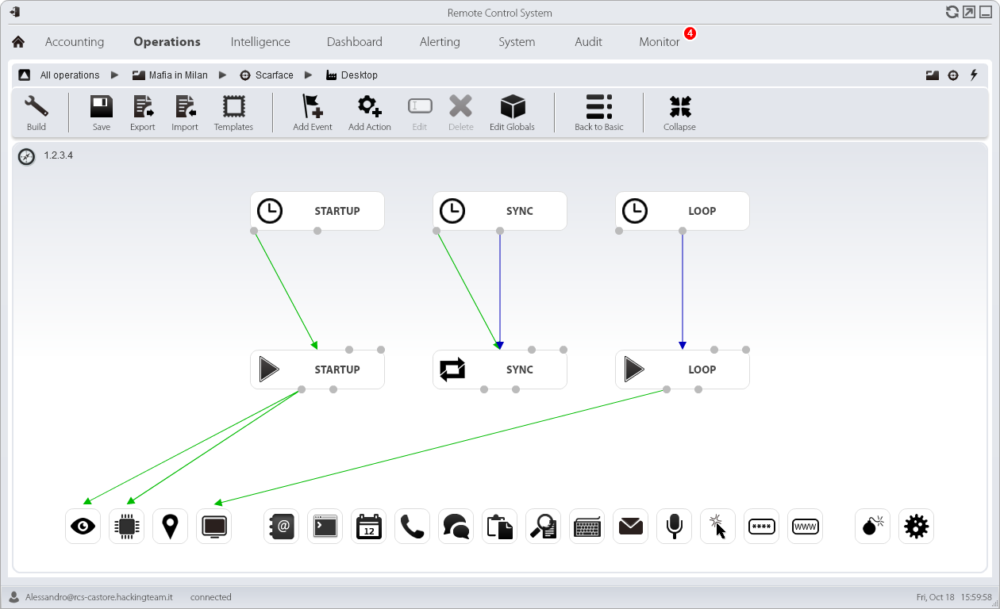 Remote Control System
Accounting Operations Intelligence Dashboard Alerting System Audit Monitor 4
All operations Mafia in Milan Scarface Desktop
Build Save Export Import Templates Add Event Add Action Edit Delete Edit Globals Back to Basic Collapse
1.2.3.4
STARTUP SYNC LOOP
STARTUP SYNC LOOP
@ 12 **** WWW
Alessandro@rcs-castore.hackingteam.it connected Fri, Oct 18 15:59:58